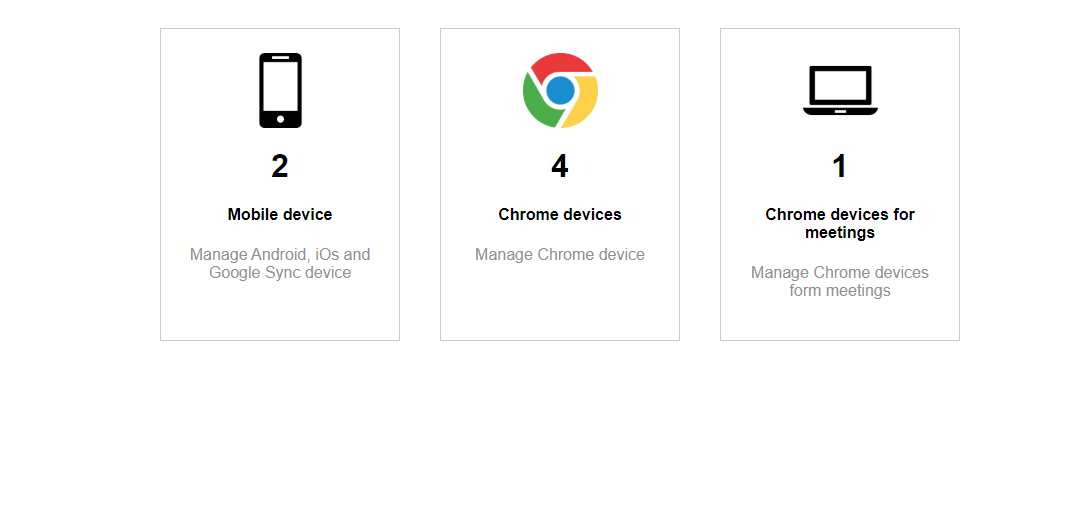 2
Mobile device
Manage Android, iOs and
Google Sync device
4
Chrome devices
Manage Chrome device
1
Chrome devices for
meetings
Manage Chrome devices
form meetings